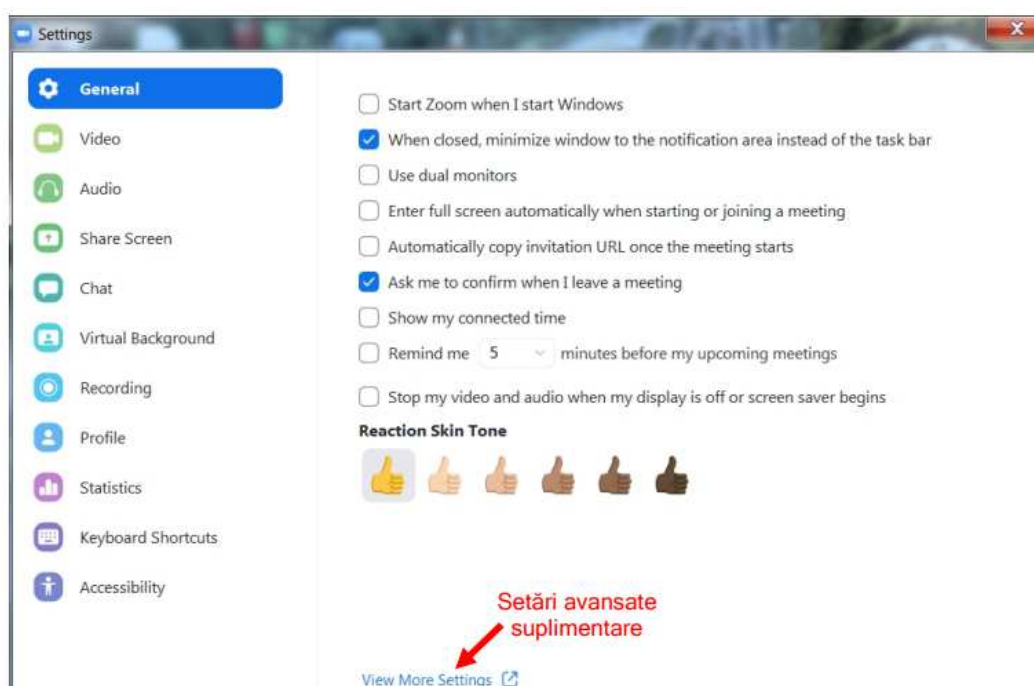 Settings
General
Video
Audio
Share Screen
Chat
Virtual Background
Recording
Profile
Statistics
Keyboard Shortcuts
Accessibility
Start Zoom when I start Windows
When closed, minimize window to the notification area instead of the task bar
Use dual monitors
Enter full screen automatically when starting or joining a meeting
Automatically copy invitation URL once the meeting starts
Ask me to confirm when I leave a meeting
Show my connected time
Remind me 5 minutes before my upcoming meetings
Stop my video and audio when my display is off or screen saver begins
Reaction Skin Tone
Setări avansate
suplimentare
View More Settings